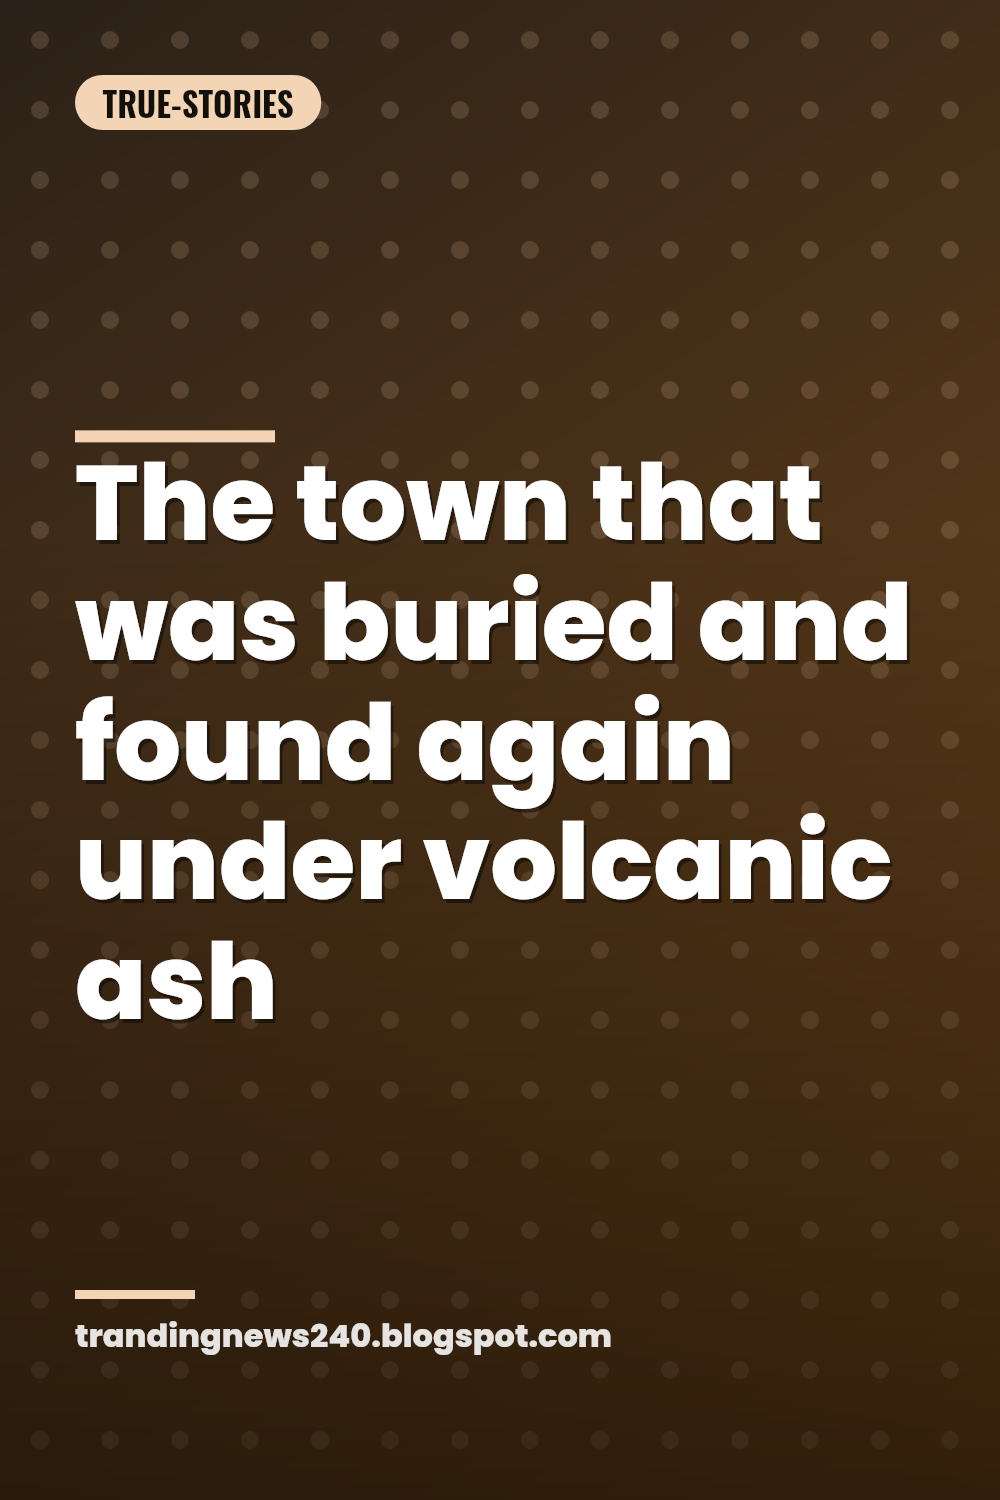 TRUE-STORIES
The town that
was buried and
found again
under volcanic
ash
trandingnews240.blogspot.com